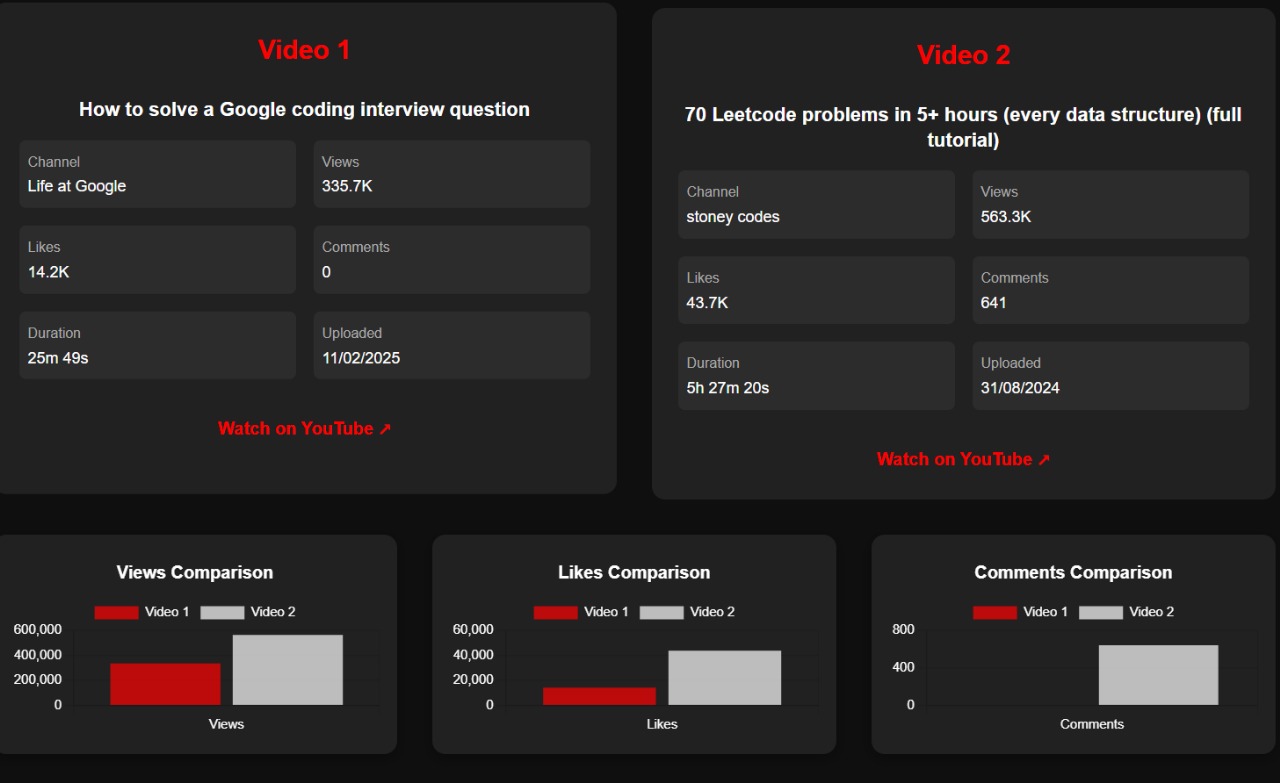 Video 1
How to solve a Google coding interview question
Channel
Life at Google
Views
335.7K
Likes
14.2K
Comments
0
Duration
25m 49s
Uploaded
11/02/2025
Watch on YouTube ↗
Video 2
70 Leetcode problems in 5+ hours (every data structure) (full
tutorial)
Channel
stoney codes
Views
563.3K
Likes
43.7K
Comments
641
Duration
5h 27m 20s
Uploaded
31/08/2024
Watch on YouTube ↗
Views Comparison
Video 1 Video 2
600,000
400,000
200,000
0
Views
Likes Comparison
Video 1 Video 2
60,000
40,000
20,000
0
Likes
Comments Comparison
Video 1 Video 2
800
400
0
Comments